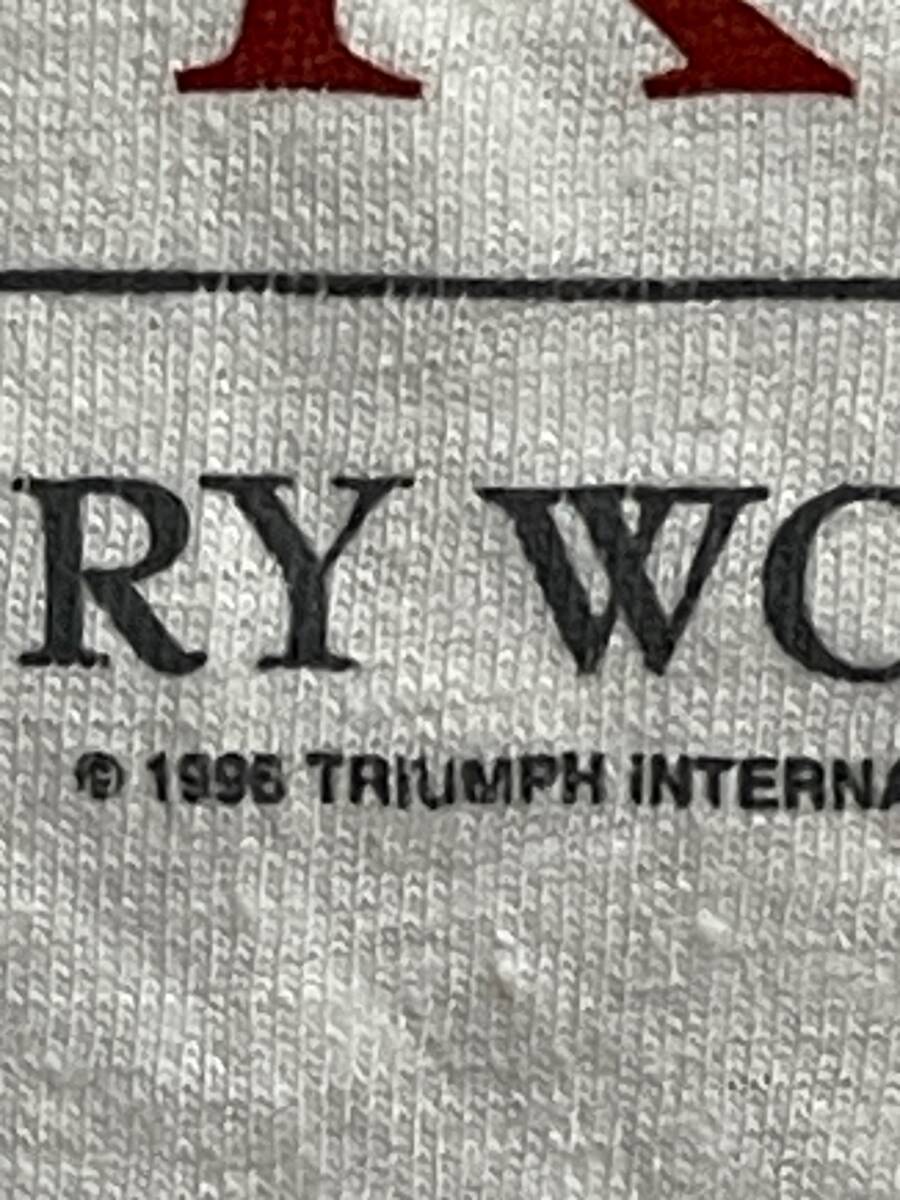 RY WO
© 1996 TRIUMPH INTERNA